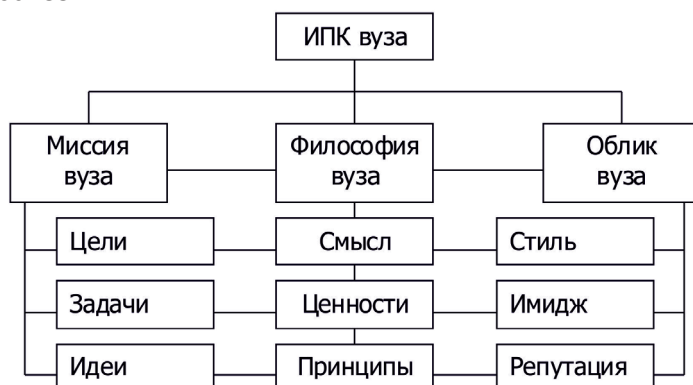 ИПК вуза
Миссия
вуза
Философия
вуза
Облик
вуза
Цели
Смысл
Стиль
Задачи
Ценности
Имидж
Идеи
Принципы
Репутация